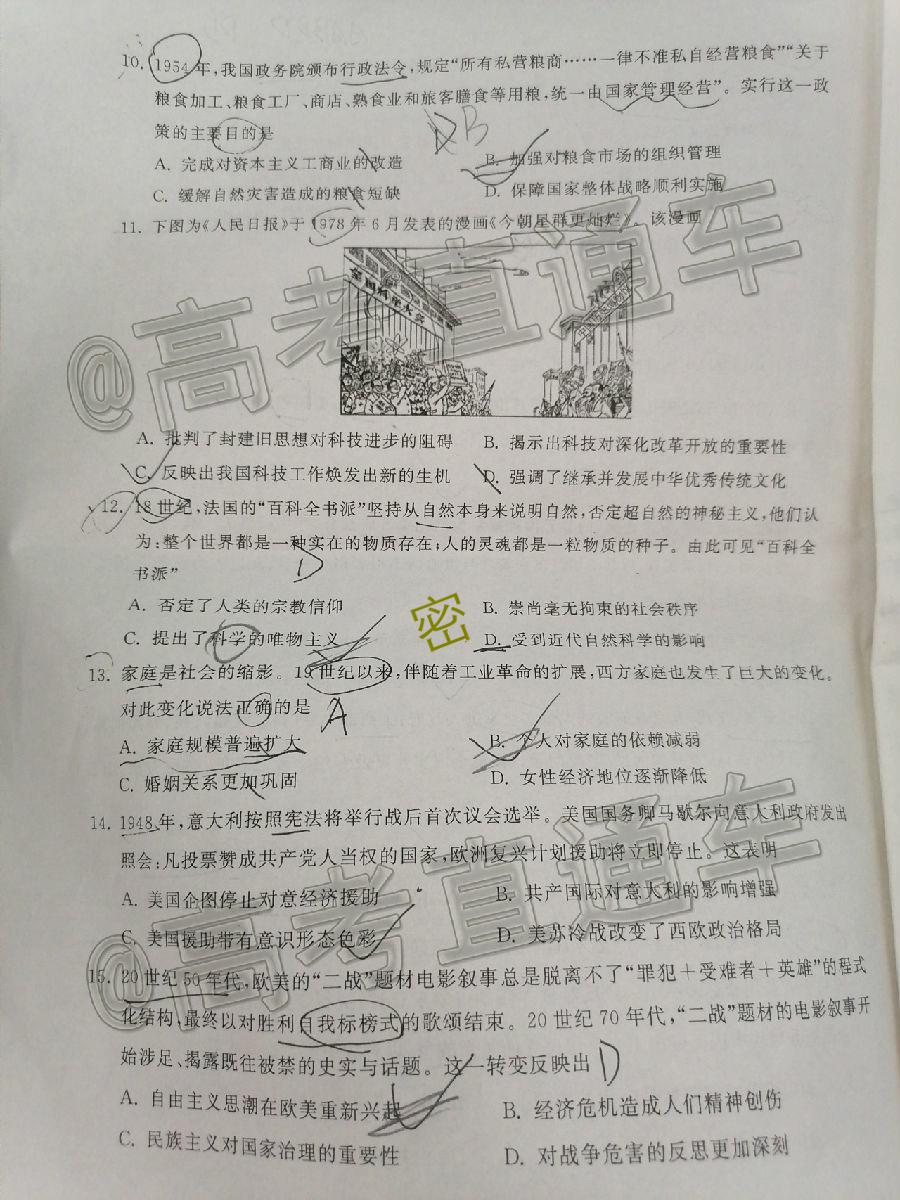 10. 1954年,我国政务院颁布行政法令,规定“所有私营粮商……一律不准私自经营粮食”“关于
粮食加工、粮食工厂、商店、熟食业和旅客膳食等用粮,统一由国家管理经营”。实行这一政
策的主要目的是
DB
A. 完成对资本主义工商业的改造 B. 加强对粮食市场的组织管理
C. 缓解自然灾害造成的粮食短缺 D. 保障国家整体战略顺利实施
11. 下图为《人民日报》于1978年6月发表的漫画《今朝星群更灿烂》。该漫画
全国科学大会
@高考直通车
A. 批判了封建旧思想对科技进步的阻碍 B. 揭示出科技对深化改革开放的重要性
C. 反映出我国科技工作焕发出新的生机 D. 强调了继承并发展中华优秀传统文化
12. 18世纪,法国的“百科全书派”坚持从自然本身来说明自然,否定超自然的神秘主义,他们认
为:整个世界都是一种实在的物质存在;人的灵魂都是一粒物质的种子。由此可见“百科全
书派”
D
A. 否定了人类的宗教信仰 B. 崇尚毫无拘束的社会秩序
密
C. 提出了科学的唯物主义 D. 受到近代自然科学的影响
13. 家庭是社会的缩影。19世纪以来,伴随着工业革命的扩展,西方家庭也发生了巨大的变化。
对此变化说法正确的是
A
A. 家庭规模普遍扩大 B. 个人对家庭的依赖减弱
C. 婚姻关系更加巩固 D. 女性经济地位逐渐降低
14. 1948年,意大利按照宪法将举行战后首次议会选举。美国国务卿马歇尔向意大利政府发出
照会:凡投票赞成共产党人当权的国家,欧洲复兴计划援助将立即停止。这表明
A. 美国企图停止对意经济援助 B. 共产国际对意大利的影响增强
C. 美国援助带有意识形态色彩 D. 美苏冷战改变了西欧政治格局
@高考直通车
15. 20世纪50年代,欧美的“二战”题材电影叙事总是脱离不了“罪犯+受难者+英雄”的程式
化结构、最终以对胜利自我标榜式的歌颂结束。20世纪70年代,“二战”题材的电影叙事开
始涉足、揭露既往被禁的史实与话题。这一转变反映出
D
A. 自由主义思潮在欧美重新兴起 B. 经济危机造成人们精神创伤
C. 民族主义对国家治理的重要性 D. 对战争危害的反思更加深刻